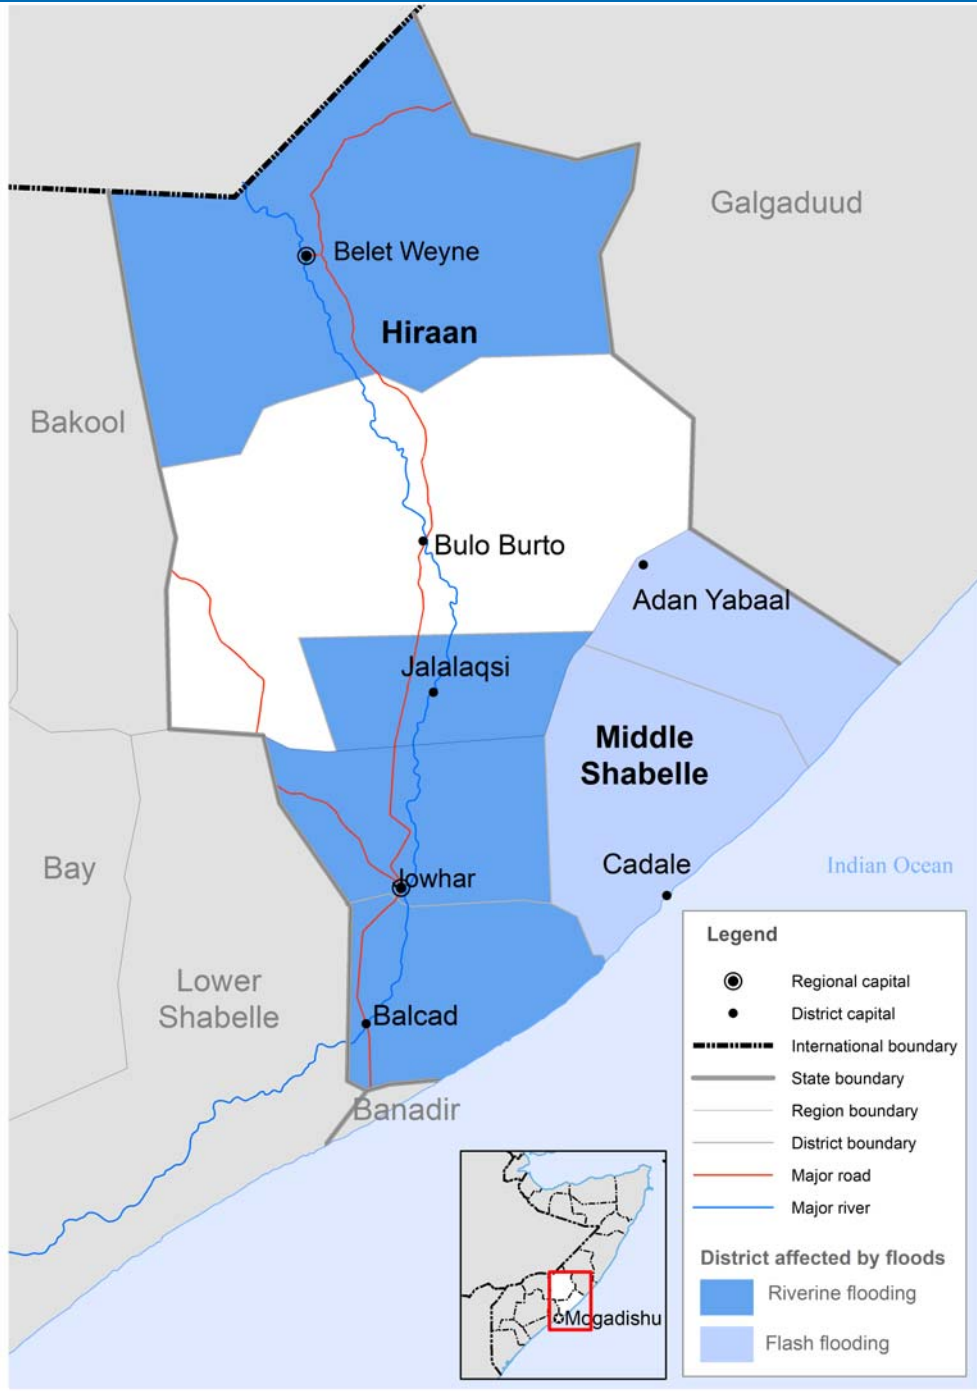 Galgaduud
Belet Weyne
Hiraan
Bakool
Bulo Burto
Adan Yabaal
Jalalaqsi
Middle
Shabelle
Bay
Jowhar
Cadale
Indian Ocean
Lower
Shabelle
Balcad
Banadir
Legend
Regional capital
District capital
International boundary
State boundary
Region boundary
District boundary
Major road
Major river
District affected by floods
Riverine flooding
Flash flooding
Mogadishu